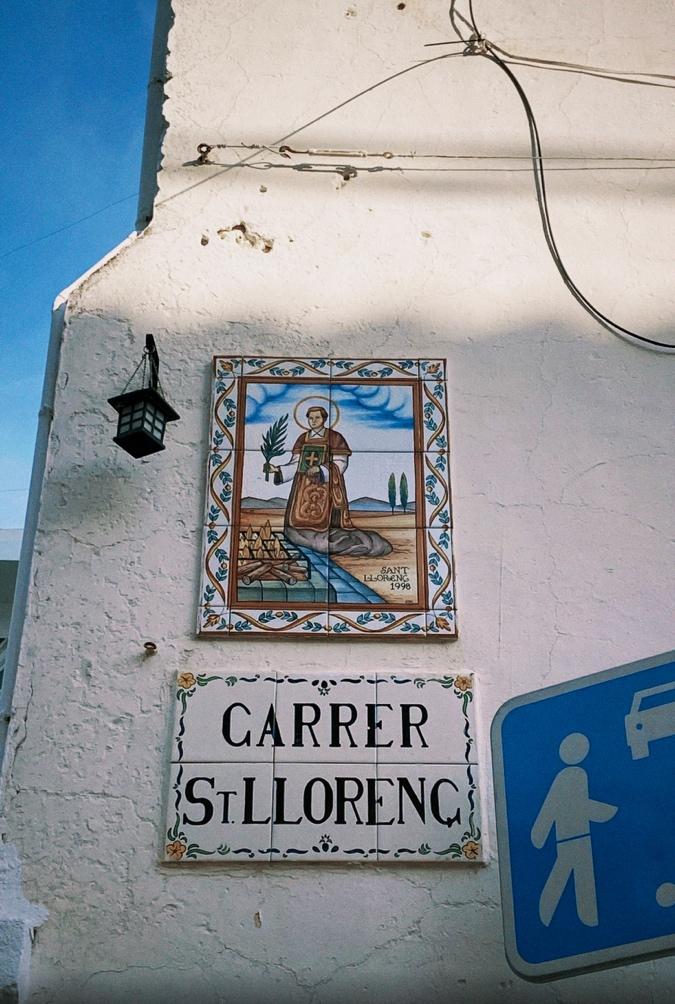 SANT
LLORENÇ
1998
CARRER
ST. LLORENÇ